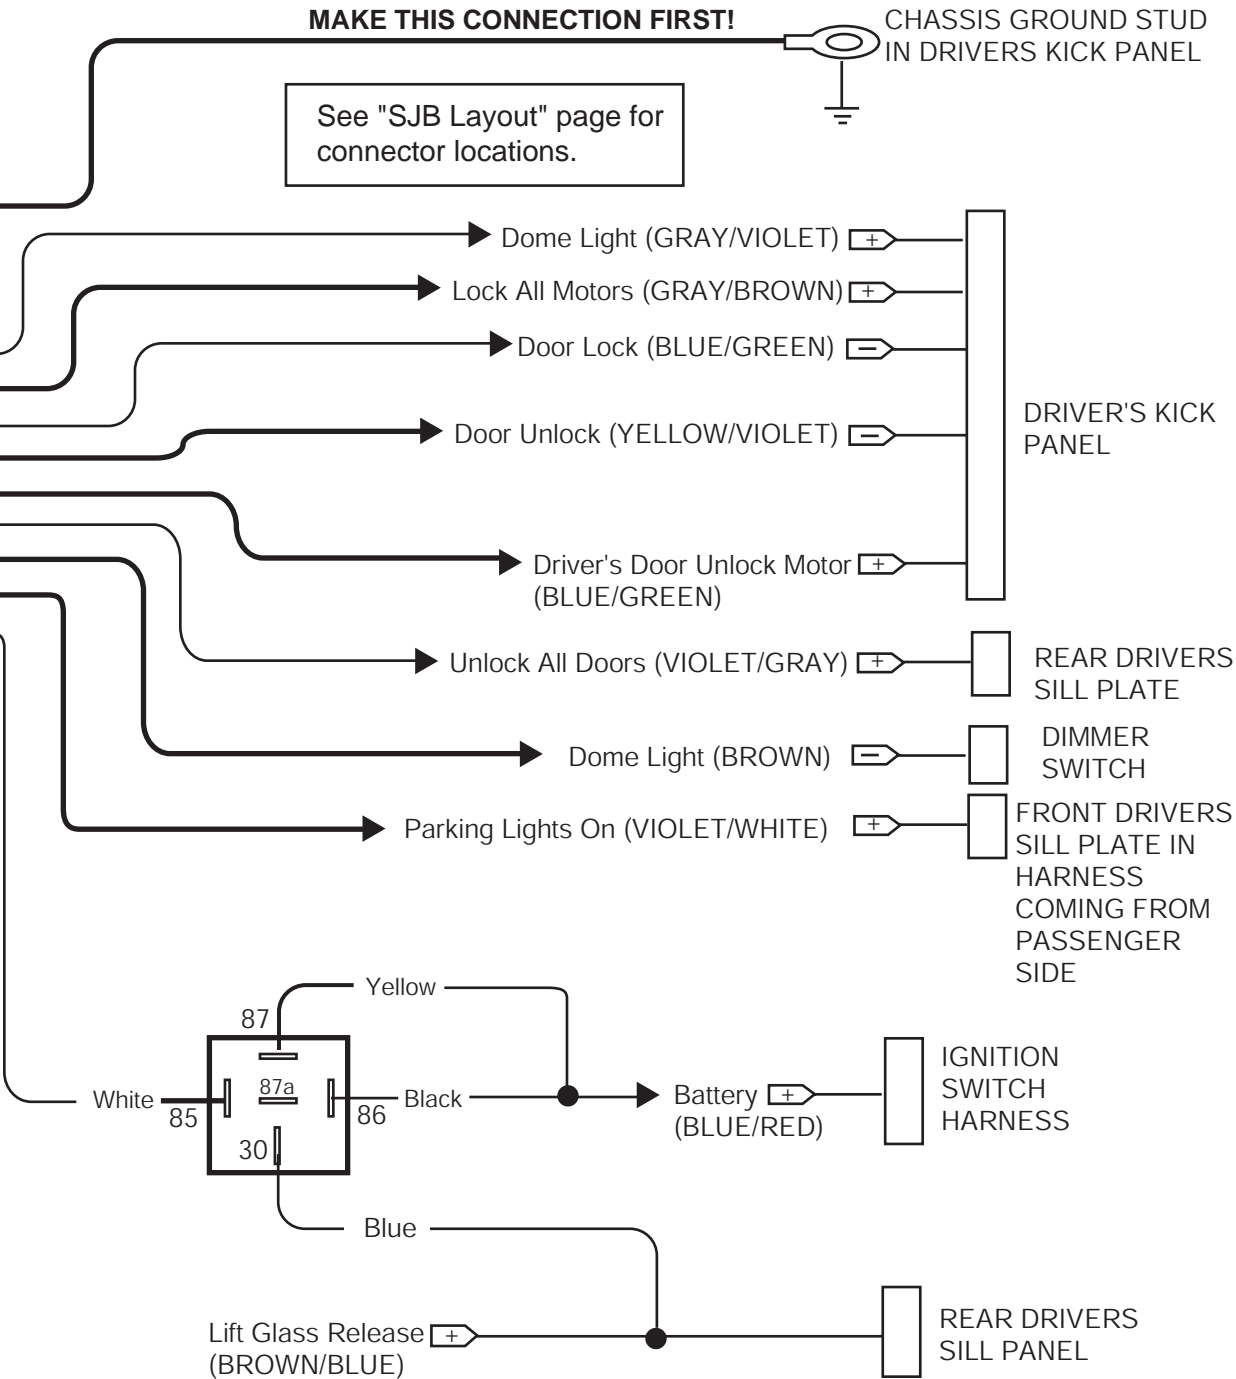 MAKE THIS CONNECTION FIRST!
CHASSIS GROUND STUD
IN DRIVERS KICK PANEL
See "SJB Layout" page for
connector locations.
Dome Light (GRAY/VIOLET) +
Lock All Motors (GRAY/BROWN) +
Door Lock (BLUE/GREEN) −
Door Unlock (YELLOW/VIOLET) −
DRIVER'S KICK
PANEL
Driver's Door Unlock Motor +
(BLUE/GREEN)
Unlock All Doors (VIOLET/GRAY) +
REAR DRIVERS
SILL PLATE
Dome Light (BROWN) −
DIMMER
SWITCH
Parking Lights On (VIOLET/WHITE) +
FRONT DRIVERS
SILL PLATE IN
HARNESS
COMING FROM
PASSENGER
SIDE
Yellow
87
87a
White
85
86
Black
30
Battery +
(BLUE/RED)
IGNITION
SWITCH
HARNESS
Blue
Lift Glass Release +
(BROWN/BLUE)
REAR DRIVERS
SILL PANEL